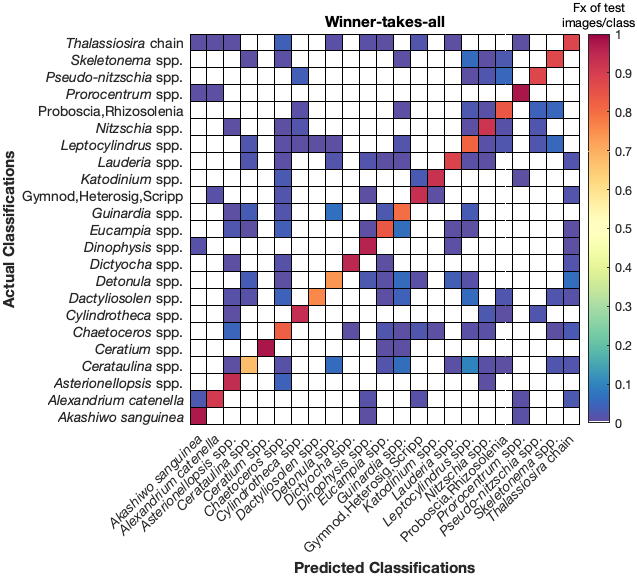 Winner-takes-all
Fx of test
images/class
Actual Classifications
Thalassiosira chain
Skeletonema spp.
Pseudo-nitzschia spp.
Prorocentrum spp.
Proboscia,Rhizosolenia
Nitzschia spp.
Leptocylindrus spp.
Lauderia spp.
Katodinium spp.
Gymnod,Heterosig,Scripp
Guinardia spp.
Eucampia spp.
Dinophysis spp.
Dictyocha spp.
Detonula spp.
Dactyliosolen spp.
Cylindrotheca spp.
Chaetoceros spp.
Ceratium spp.
Cerataulina spp.
Asterionellopsis spp.
Alexandrium catenella
Akashiwo sanguinea
1
0.9
0.8
0.7
0.6
0.5
0.4
0.3
0.2
0.1
0
Akashiwo sanguinea
Alexandrium catenella
Asterionellopsis spp.
Cerataulina spp.
Ceratium spp.
Chaetoceros spp.
Cylindrotheca spp.
Dactyliosolen spp.
Detonula spp.
Dictyocha spp.
Dinophysis spp.
Eucampia spp.
Guinardia spp.
Gymnod,Heterosig,Scripp
Katodinium spp.
Lauderia spp.
Leptocylindrus spp.
Nitzschia spp.
Proboscia,Rhizosolenia
Prorocentrum spp.
Pseudo-nitzschia spp.
Skeletonema spp.
Thalassiosira chain
Predicted Classifications